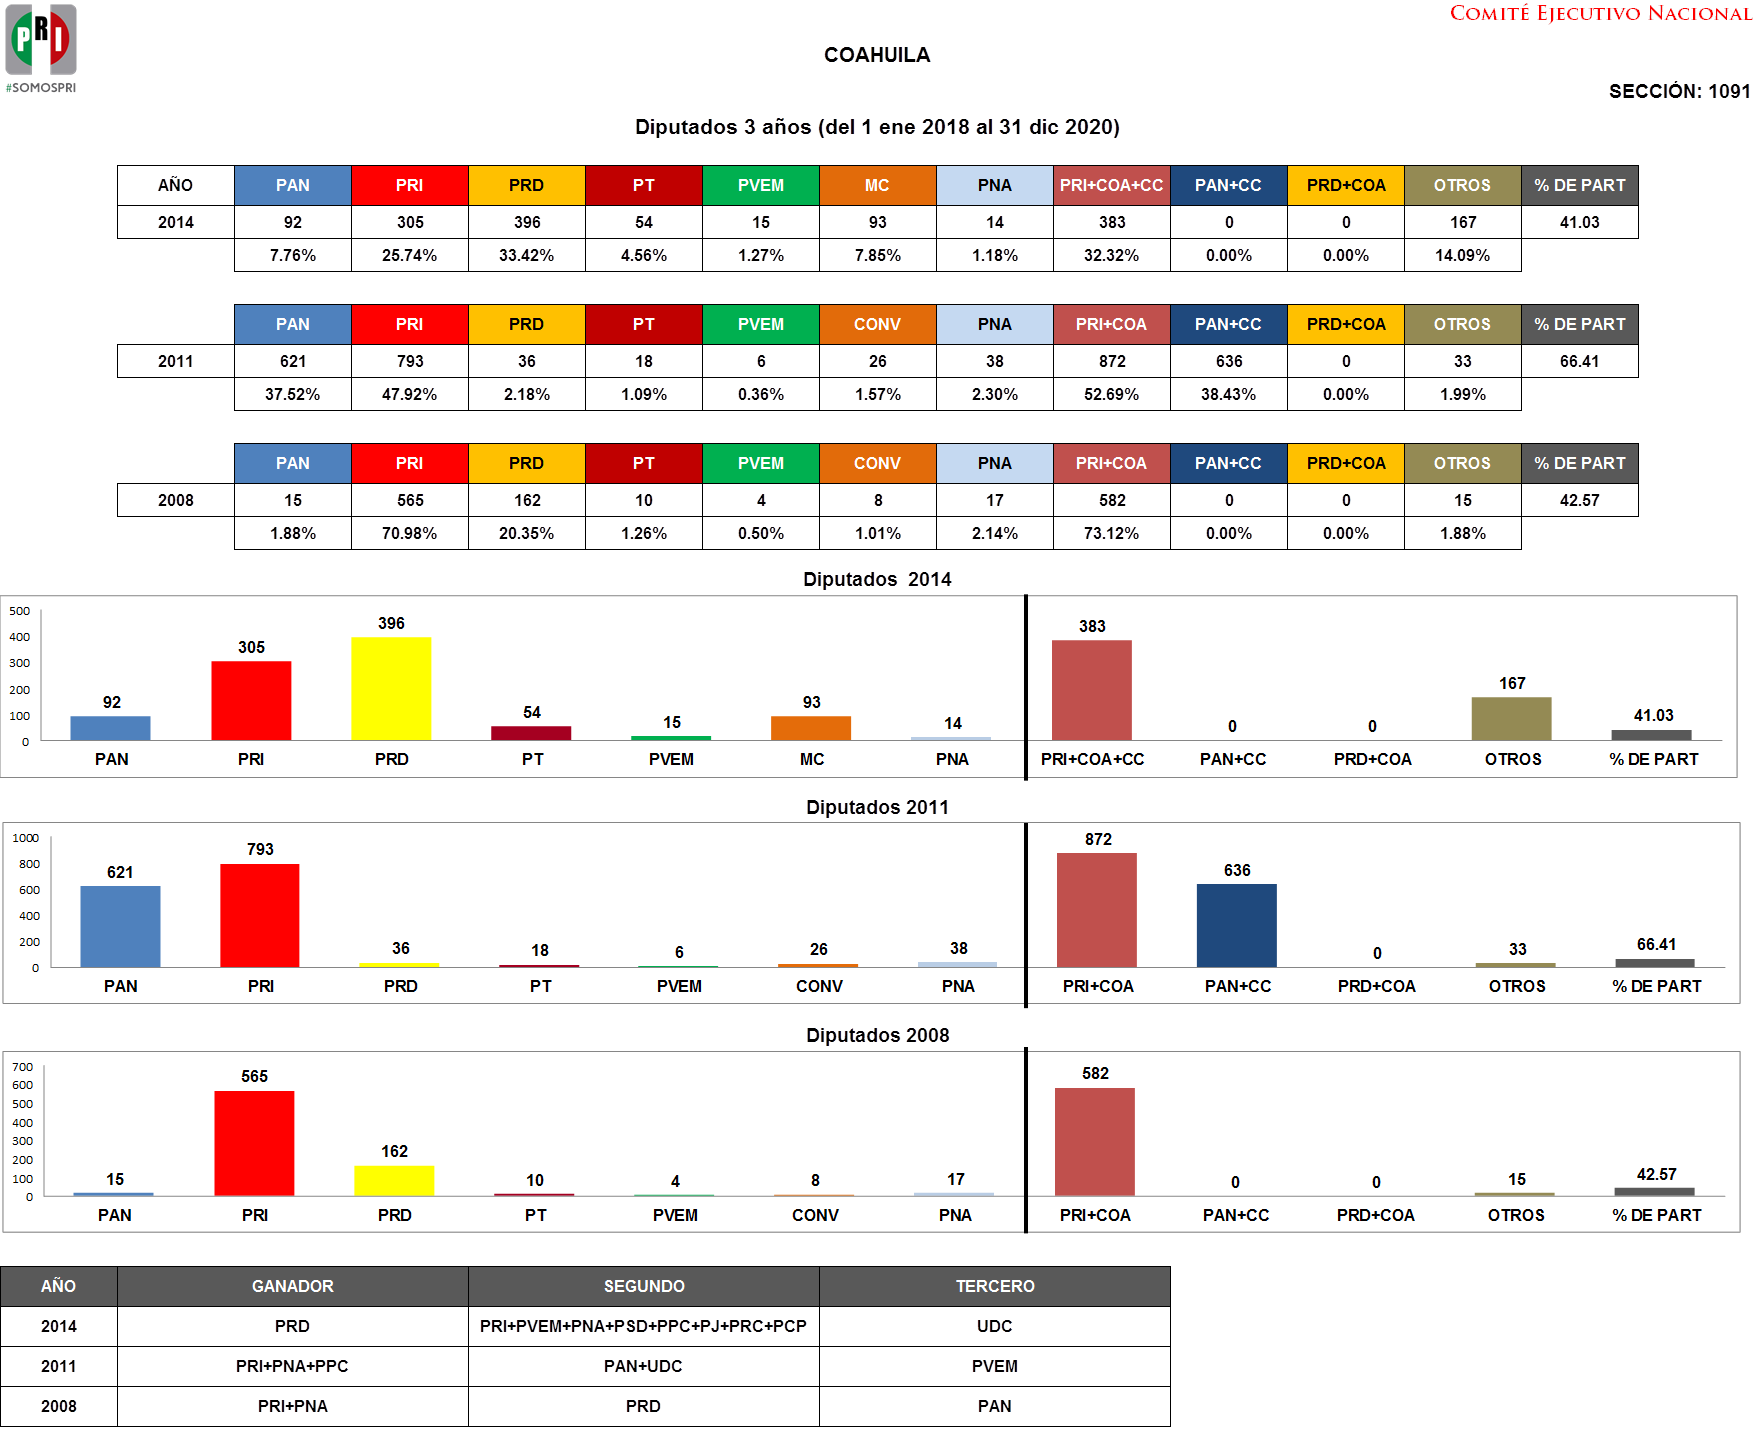 PRI
#SOMOSPRI
COMITÉ EJECUTIVO NACIONAL
COAHUILA
SECCIÓN: 1091
Diputados 3 años (del 1 ene 2018 al 31 dic 2020)
AÑO PAN PRI PRD PT PVEM MC PNA PRI+COA+CC PAN+CC PRD+COA OTROS % DE PART
2014 92 305 396 54 15 93 14 383 0 0 167 41.03
7.76% 25.74% 33.42% 4.56% 1.27% 7.85% 1.18% 32.32% 0.00% 0.00% 14.09%
PAN PRI PRD PT PVEM CONV PNA PRI+COA PAN+CC PRD+COA OTROS % DE PART
2011 621 793 36 18 6 26 38 872 636 0 33 66.41
37.52% 47.92% 2.18% 1.09% 0.36% 1.57% 2.30% 52.69% 38.43% 0.00% 1.99%
PAN PRI PRD PT PVEM CONV PNA PRI+COA PAN+CC PRD+COA OTROS % DE PART
2008 15 565 162 10 4 8 17 582 0 0 15 42.57
1.88% 70.98% 20.35% 1.26% 0.50% 1.01% 2.14% 73.12% 0.00% 0.00% 1.88%
Diputados 2014
500
400
300
200
100
0
92 305 396 54 15 93 14 383 0 0 167 41.03
PAN PRI PRD PT PVEM MC PNA PRI+COA+CC PAN+CC PRD+COA OTROS % DE PART
Diputados 2011
1000
800
600
400
200
0
621 793 36 18 6 26 38 872 636 0 33 66.41
PAN PRI PRD PT PVEM CONV PNA PRI+COA PAN+CC PRD+COA OTROS % DE PART
Diputados 2008
700
600
500
400
300
200
100
0
15 565 162 10 4 8 17 582 0 0 15 42.57
PAN PRI PRD PT PVEM CONV PNA PRI+COA PAN+CC PRD+COA OTROS % DE PART
AÑO GANADOR SEGUNDO TERCERO
2014 PRD PRI+PVEM+PNA+PSD+PPC+PJ+PRC+PCP UDC
2011 PRI+PNA+PPC PAN+UDC PVEM
2008 PRI+PNA PRD PAN